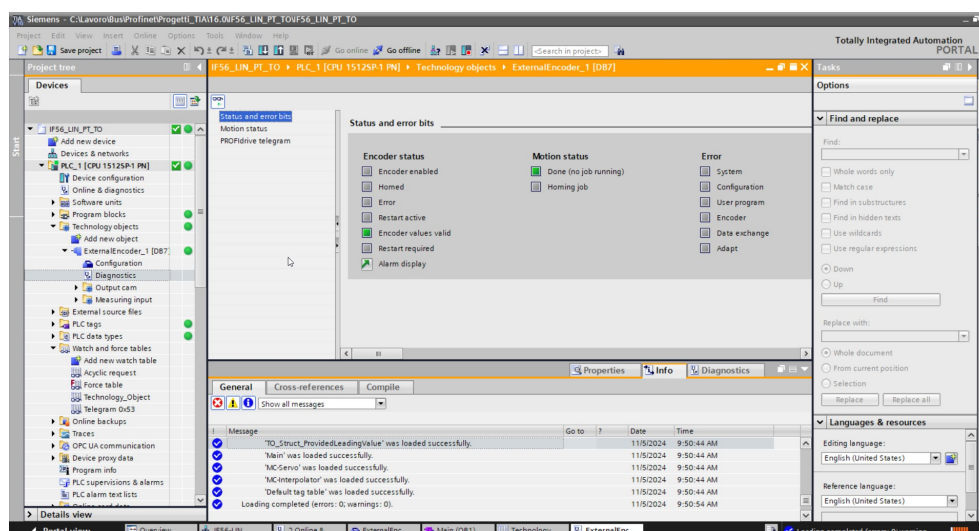 Siemens - C:\Lavoro\Bus\Profinet\Progetti_TIA\16.0\IF56_LIN_PT_TO\IF56_LIN_PT_TO
Project Edit View Insert Online Options Tools Window Help
Totally Integrated Automation
PORTAL
Save project
Go online
Go offline
<Search in project>
Project tree
IF56_LIN_PT_TO
PLC_1 [CPU 1512SP-1 PN]
Technology objects
ExternalEncoder_1 [DB7]
Tasks
Devices
Options
Start
IF56_LIN_PT_TO
Add new device
Devices & networks
PLC_1 [CPU 1512SP-1 PN]
Device configuration
Online & diagnostics
Software units
Program blocks
Technology objects
Add new object
ExternalEncoder_1 [DB7]
Configuration
Diagnostics
Output cam
Measuring input
External source files
PLC tags
PLC data types
Watch and force tables
Add new watch table
Acyclic request
Force table
Technology_Object
Telegram 0x53
Online backups
Traces
OPC UA communication
Device proxy data
Program info
PLC supervisions & alarms
PLC alarm text lists
Details view
Status and error bits
Motion status
PROFIdrive telegram
Status and error bits
Encoder status
Encoder enabled
Homed
Error
Restart active
Encoder values valid
Restart required
Alarm display
Motion status
Done (no job running)
Homing job
Error
System
Configuration
User program
Encoder
Data exchange
Adapt
Properties
Info
Diagnostics
General
Cross-references
Compile
Show all messages
! Message Go to ? Date Time
'TO_Struct_ProvidedLeadingValue' was loaded successfully. 11/5/2024 9:50:44 AM
'Main' was loaded successfully. 11/5/2024 9:50:44 AM
'MC-Servo' was loaded successfully. 11/5/2024 9:50:44 AM
'MC-Interpolator' was loaded successfully. 11/5/2024 9:50:44 AM
'Default tag table' was loaded successfully. 11/5/2024 9:50:44 AM
Loading completed (errors: 0; warnings: 0). 11/5/2024 9:50:44 AM
Find and replace
Find:
Whole words only
Match case
Find in substructures
Find in hidden texts
Use wildcards
Use regular expressions
Down
Up
Find
Replace with:
Whole document
From current position
Selection
Replace
Replace all
Languages & resources
Editing language:
English (United States)
Reference language:
English (United States)